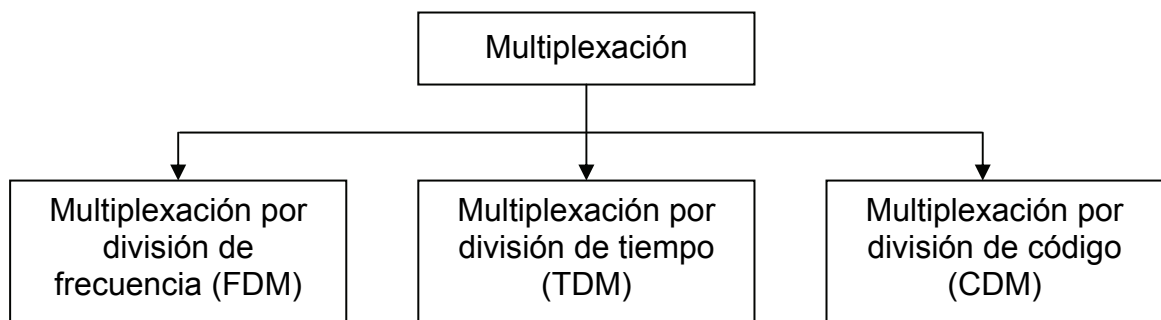 Multiplexación
Multiplexación por
división de
frecuencia (FDM)
Multiplexación por
división de tiempo
(TDM)
Multiplexación por
división de código
(CDM)